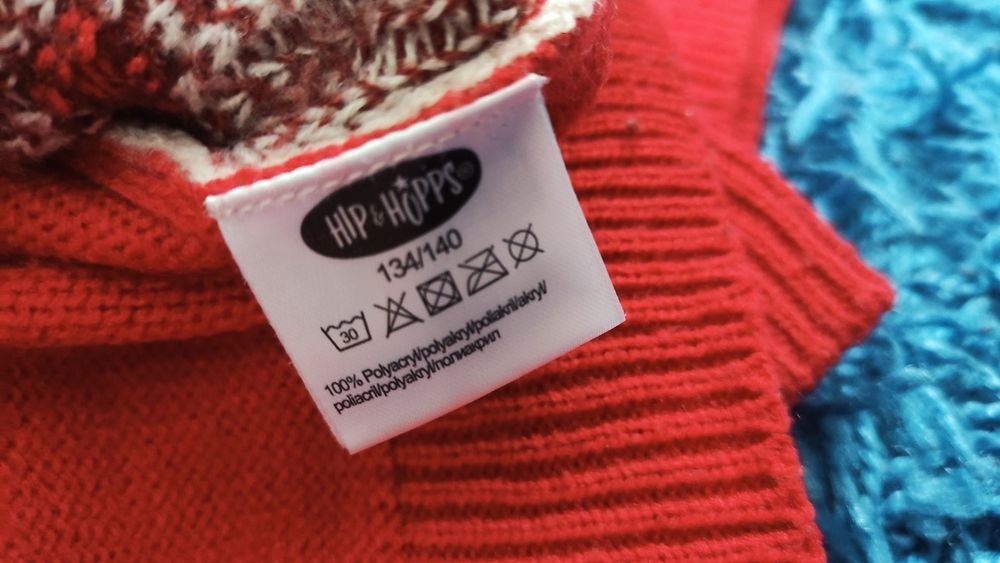 HIP & HOPPS®
134/140
30
100% Polyacryl/polyakryl/poliakril/akryl/
poliacril/polyakryl/полиакрил